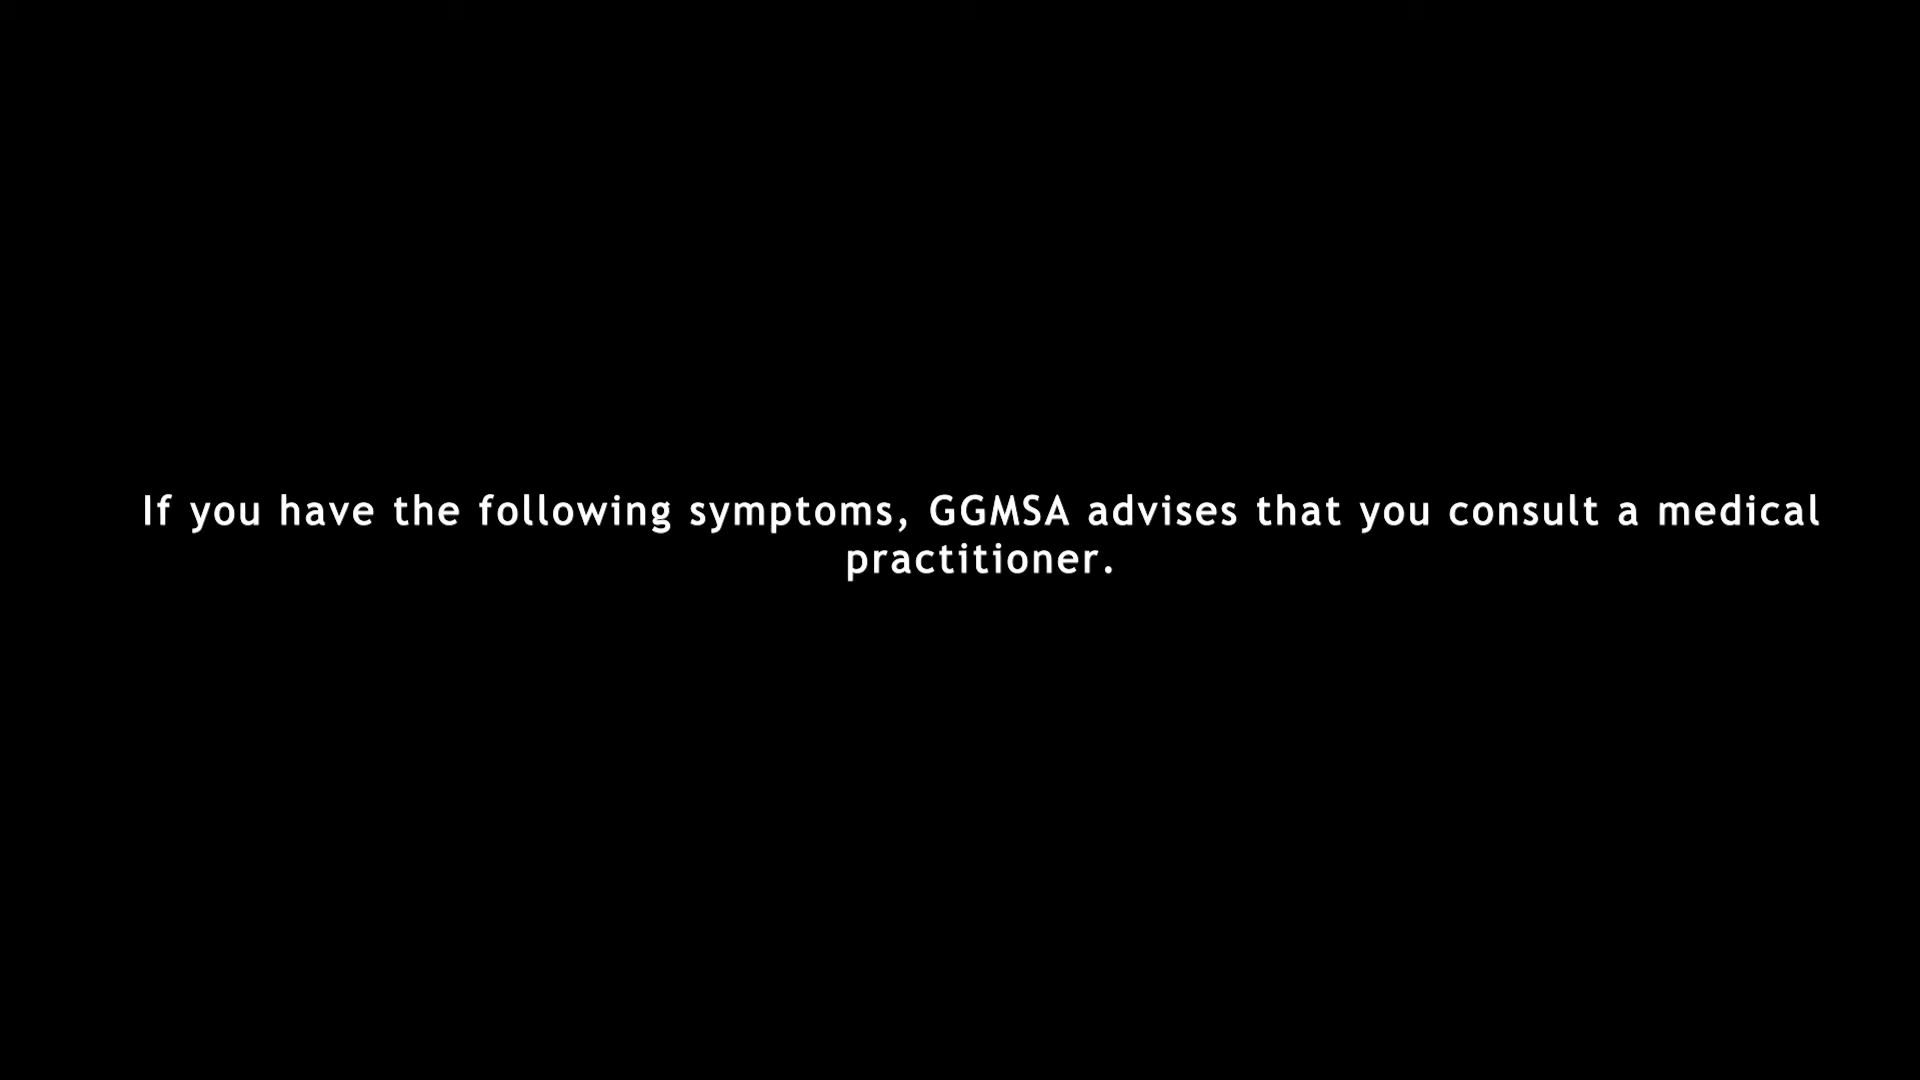 If you have the following symptoms, GGMSA advises that you consult a medical
practitioner.